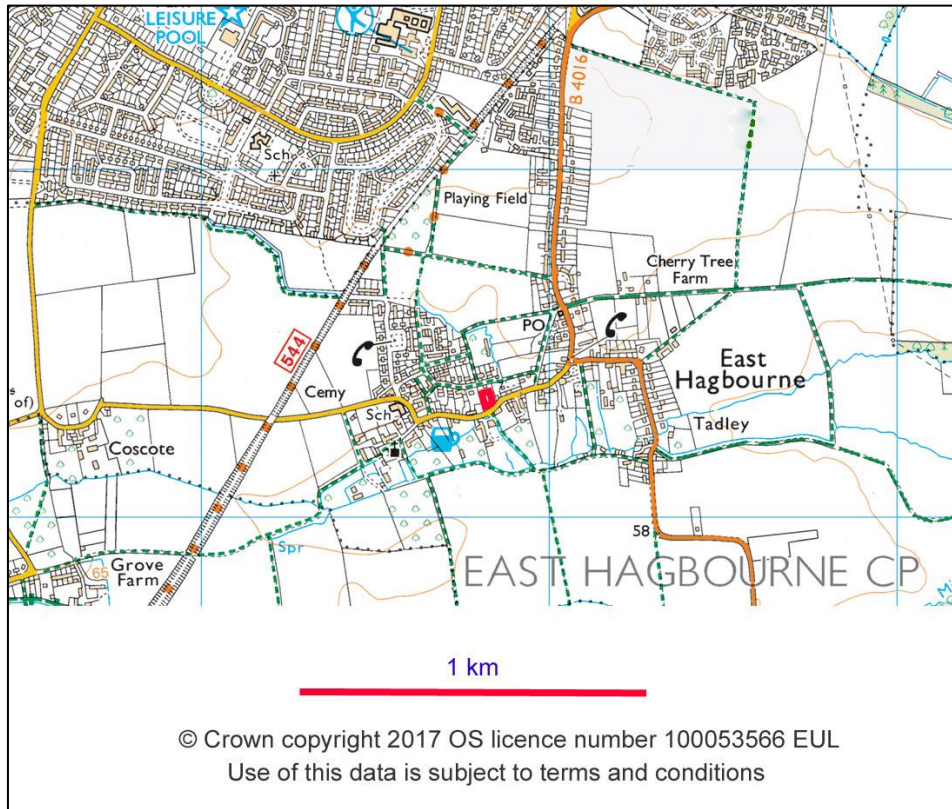 LEISURE
POOL
B 4016
Sch
Playing Field
Cherry Tree
Farm
PO
544
East
Hagbourne
Cemy
Sch
of)
Coscote
Tadley
Spr
58
Grove
Farm
65
EAST HAGBOURNE CP
1 km
© Crown copyright 2017 OS licence number 100053566 EUL
Use of this data is subject to terms and conditions